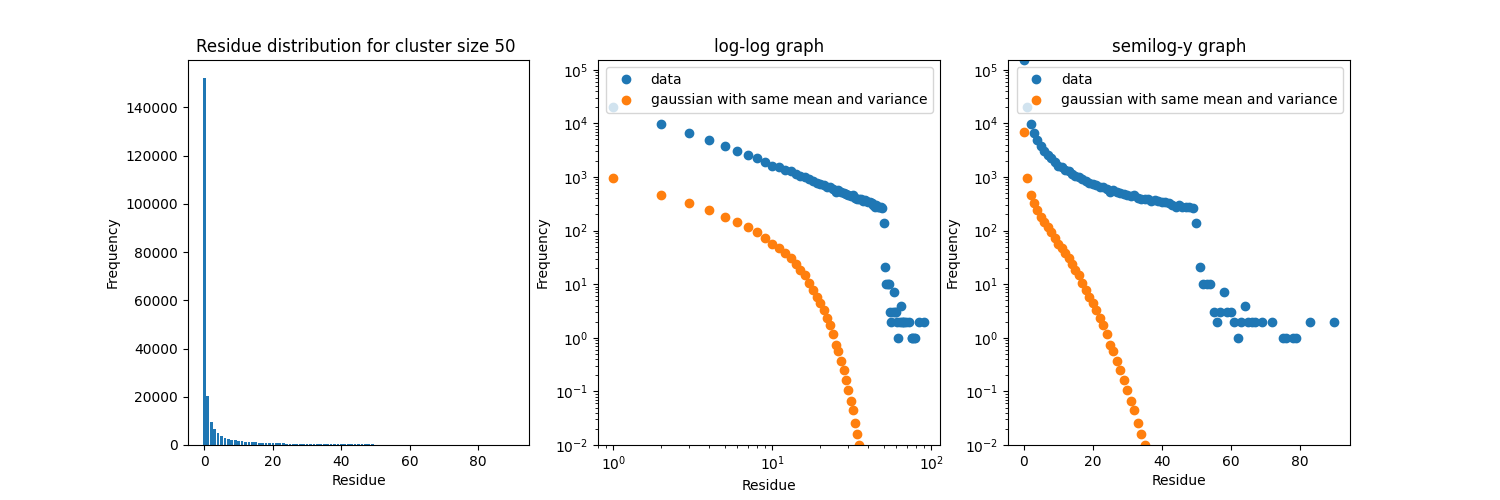 Residue distribution for cluster size 50
Frequency
140000
120000
100000
80000
60000
40000
20000
0
0 20 40 60 80
Residue
log-log graph
data
gaussian with same mean and variance
Frequency
10^5
10^4
10^3
10^2
10^1
10^0
10^-1
10^-2
10^0 10^1 10^2
Residue
semilog-y graph
data
gaussian with same mean and variance
Frequency
10^5
10^4
10^3
10^2
10^1
10^0
10^-1
10^-2
0 20 40 60 80
Residue